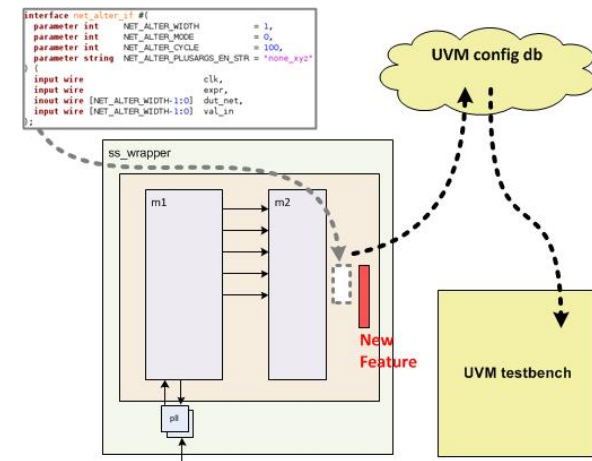 interface net_alter_if #(
parameter int NET_ALTER_WIDTH = 1,
parameter int NET_ALTER_MODE = 0,
parameter int NET_ALTER_CYCLE = 100,
parameter string NET_ALTER_PLUSARGS_EN_STR = "none_xyz"
) (
input wire clk,
input wire expr,
inout wire [NET_ALTER_WIDTH-1:0] dut_net,
input wire [NET_ALTER_WIDTH-1:0] val_in
);
UVM config db
ss_wrapper
m1
m2
New
Feature
UVM testbench
pll